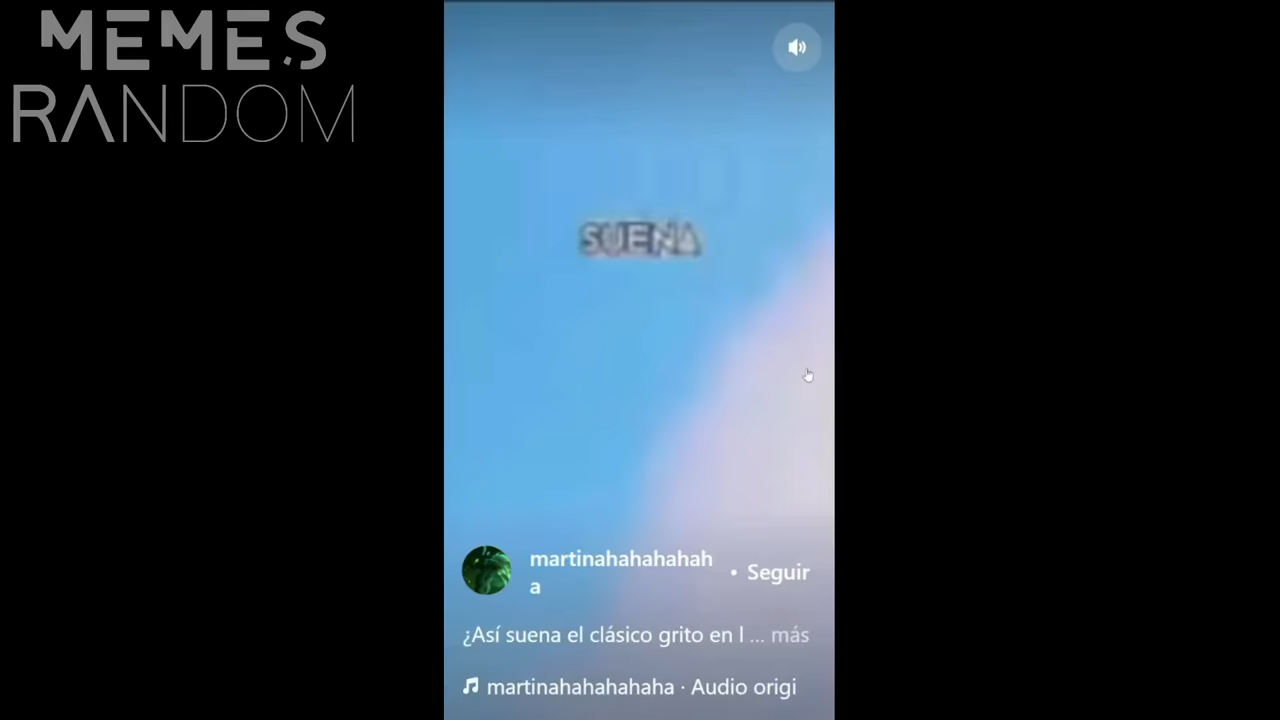 MEMES
RANDOM
SUENA
martinahahahahah
a
• Seguir
¿Así suena el clásico grito en l ... más
martinahahahahaha · Audio origi